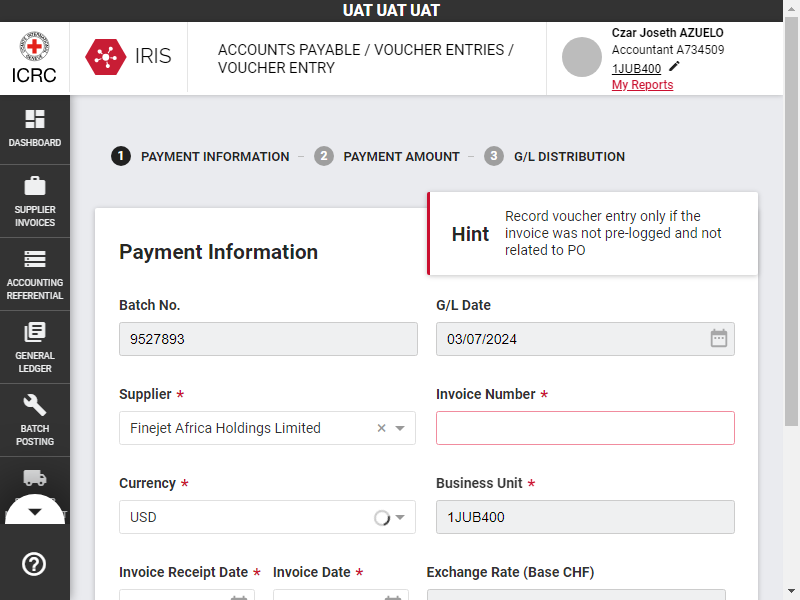 UAT UAT UAT
ICRC
IRIS
ACCOUNTS PAYABLE / VOUCHER ENTRIES /
VOUCHER ENTRY
Czar Joseth AZUELO
Accountant A734509
1JUB400
My Reports
DASHBOARD
SUPPLIER
INVOICES
ACCOUNTING
REFERENTIAL
GENERAL
LEDGER
BATCH
POSTING
1 PAYMENT INFORMATION
2 PAYMENT AMOUNT
3 G/L DISTRIBUTION
Payment Information
Hint
Record voucher entry only if the
invoice was not pre-logged and not
related to PO
Batch No.
9527893
G/L Date
03/07/2024
Supplier *
Finejet Africa Holdings Limited
Invoice Number *
Currency *
USD
Business Unit *
1JUB400
Invoice Receipt Date *
Invoice Date *
Exchange Rate (Base CHF)